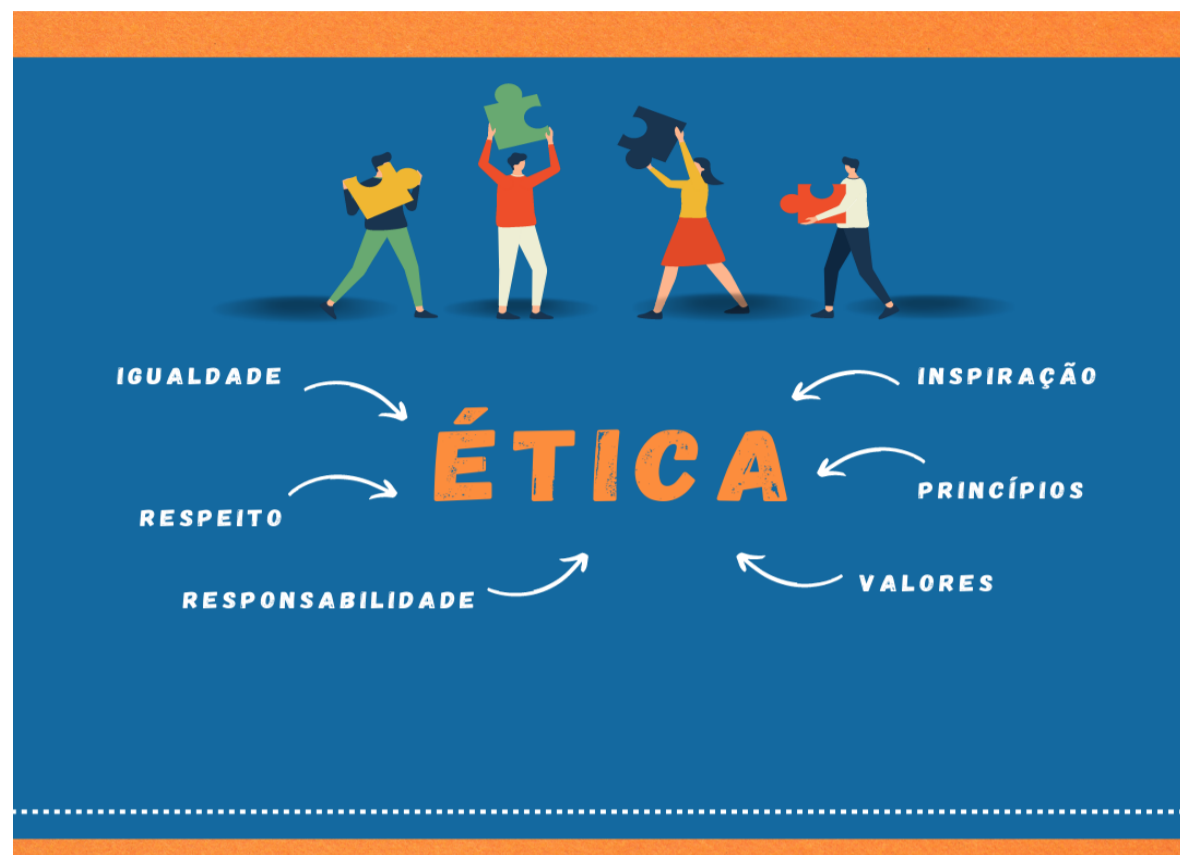 IGUALDADE
INSPIRAÇÃO
ÉTICA
RESPEITO
PRINCÍPIOS
RESPONSABILIDADE
VALORES